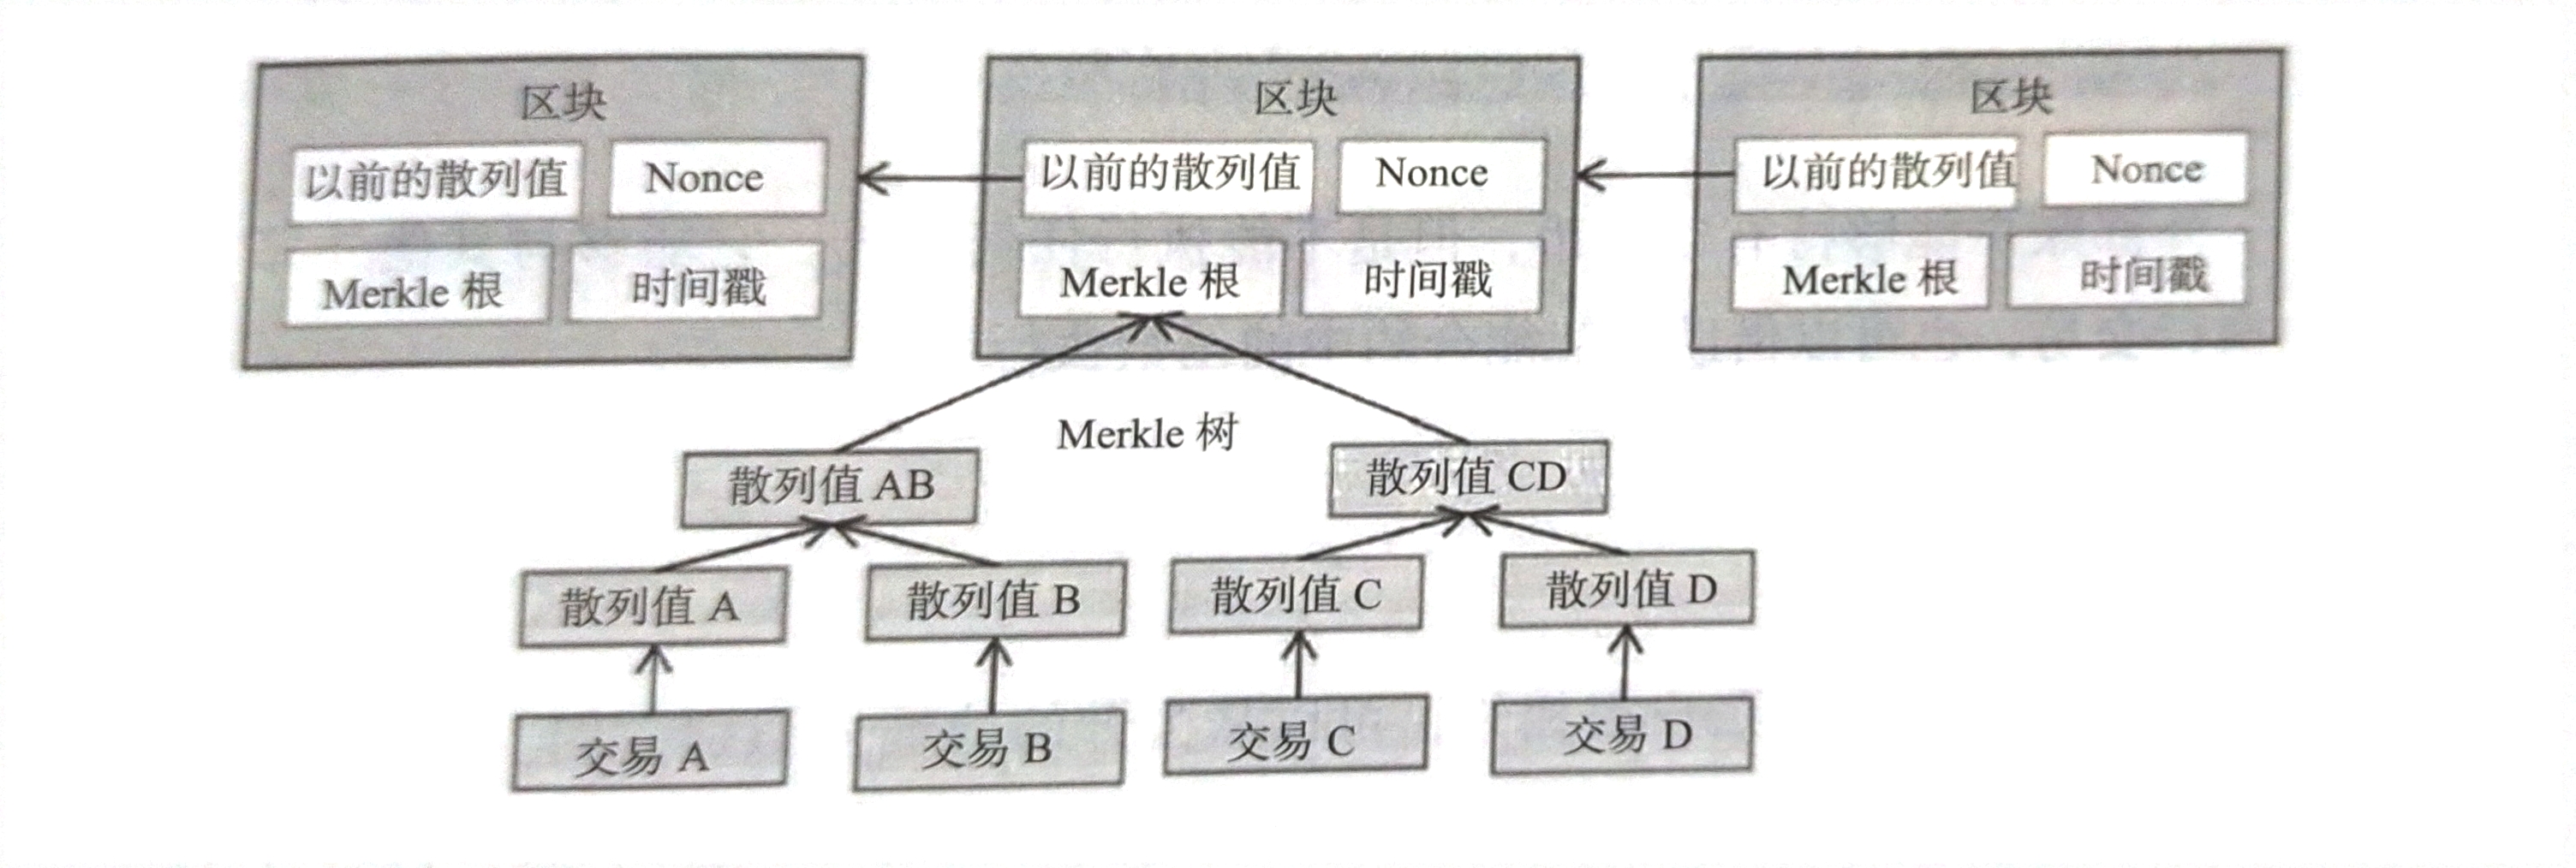 区块 区块 区块
以前的散列值 Nonce 以前的散列值 Nonce 以前的散列值 Nonce
Merkle 根 时间戳 Merkle 根 时间戳 Merkle 根 时间戳
Merkle 树
散列值 AB 散列值 CD
散列值 A 散列值 B 散列值 C 散列值 D
交易 A 交易 B 交易 C 交易 D